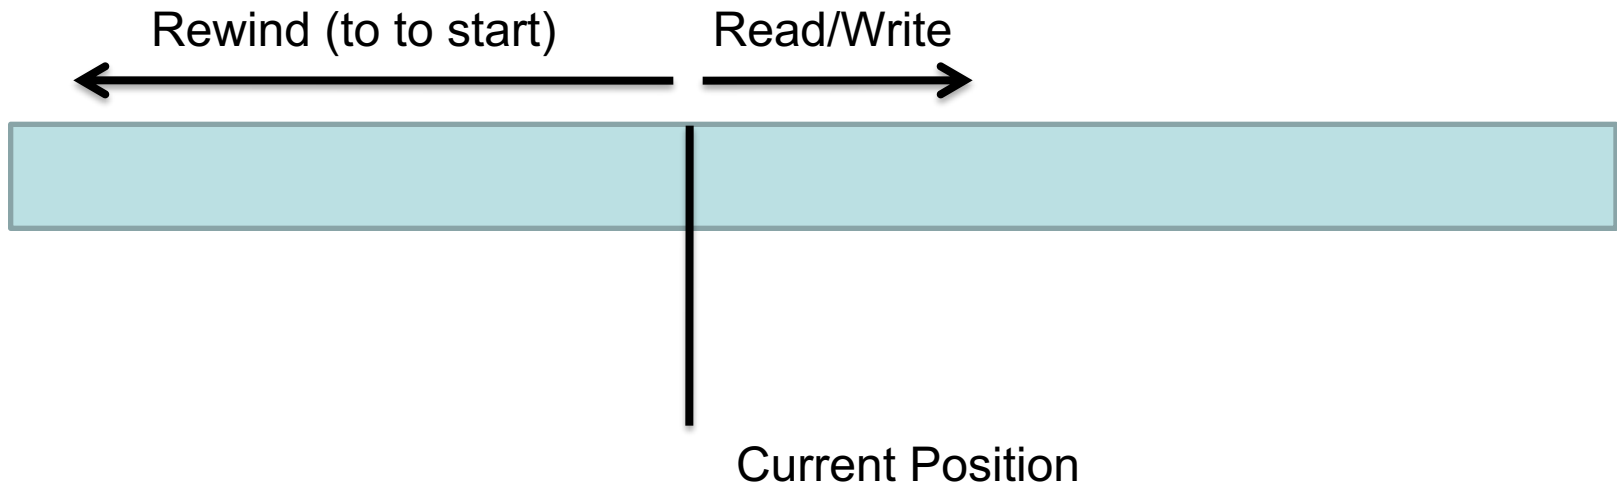 Rewind (to to start)
Read/Write
Current Position